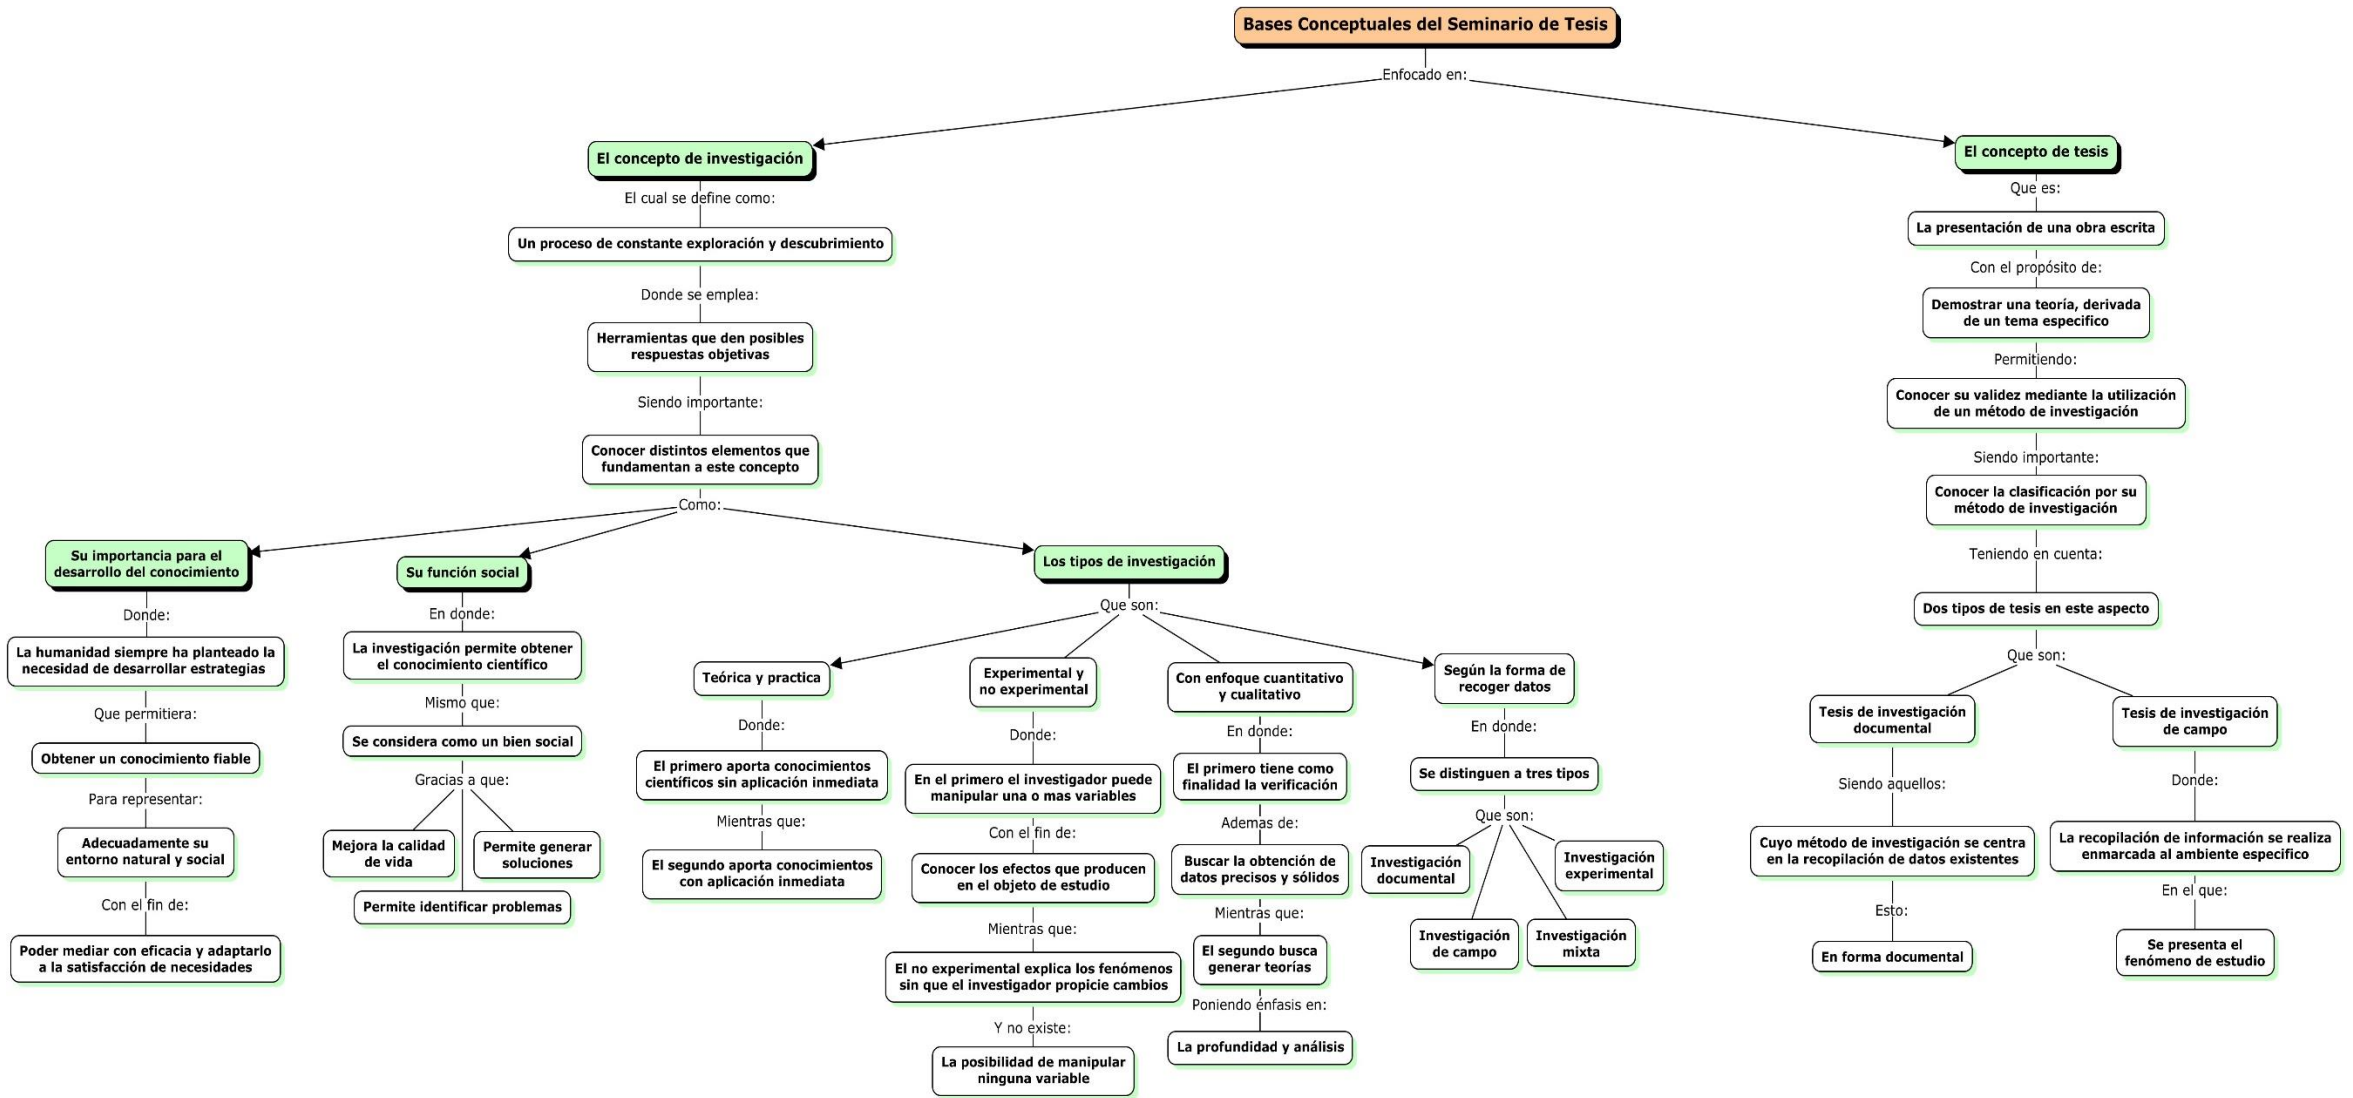 Bases Conceptuales del Seminario de Tesis
Enfocado en:
El concepto de investigación
El cual se define como:
Un proceso de constante exploración y descubrimiento
Donde se emplea:
Herramientas que den posibles
respuestas objetivas
Siendo importante:
Conocer distintos elementos que
fundamentan a este concepto
Como:
Su importancia para el
desarrollo del conocimiento
Donde:
La humanidad siempre ha planteado la
necesidad de desarrollar estrategias
Que permitiera:
Obtener un conocimiento fiable
Para representar:
Adecuadamente su
entorno natural y social
Con el fin de:
Poder mediar con eficacia y adaptarlo
a la satisfacción de necesidades
Su función social
En donde:
La investigación permite obtener
el conocimiento científico
Mismo que:
Se considera como un bien social
Gracias a que:
Mejora la calidad
de vida
Permite identificar problemas
Permite generar
soluciones
Los tipos de investigación
Que son:
Teórica y practica
Donde:
El primero aporta conocimientos
científicos sin aplicación inmediata
Mientras que:
El segundo aporta conocimientos
con aplicación inmediata
Experimental y
no experimental
Donde:
En el primero el investigador puede
manipular una o mas variables
Con el fin de:
Conocer los efectos que producen
en el objeto de estudio
Mientras que:
El no experimental explica los fenómenos
sin que el investigador propicie cambios
Y no existe:
La posibilidad de manipular
ninguna variable
Con enfoque cuantitativo
y cualitativo
En donde:
El primero tiene como
finalidad la verificación
Ademas de:
Buscar la obtención de
datos precisos y sólidos
Mientras que:
El segundo busca
generar teorías
Poniendo énfasis en:
La profundidad y análisis
Según la forma de
recoger datos
En donde:
Se distinguen a tres tipos
Que son:
Investigación
documental
Investigación
de campo
Investigación
mixta
Investigación
experimental
El concepto de tesis
Que es:
La presentación de una obra escrita
Con el propósito de:
Demostrar una teoría, derivada
de un tema especifico
Permitiendo:
Conocer su validez mediante la utilización
de un método de investigación
Siendo importante:
Conocer la clasificación por su
método de investigación
Teniendo en cuenta:
Dos tipos de tesis en este aspecto
Que son:
Tesis de investigación
documental
Siendo aquellos:
Cuyo método de investigación se centra
en la recopilación de datos existentes
Esto:
En forma documental
Tesis de investigación
de campo
Donde:
La recopilación de información se realiza
enmarcada al ambiente especifico
En el que:
Se presenta el
fenómeno de estudio